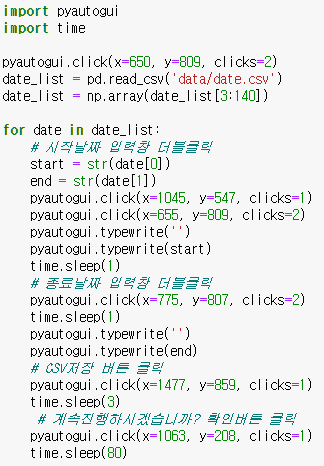 import pyautogui
import time

pyautogui.click(x=650, y=809, clicks=2)
date_list = pd.read_csv('data/date.csv')
date_list = np.array(date_list[3:140])

for date in date_list:
    # 시작날짜 입력창 더블클릭
    start = str(date[0])
    end = str(date[1])
    pyautogui.click(x=1045, y=547, clicks=1)
    pyautogui.click(x=655, y=809, clicks=2)
    pyautogui.typewrite('')
    pyautogui.typewrite(start)
    time.sleep(1)
    # 종료날짜 입력창 더블클릭
    pyautogui.click(x=775, y=807, clicks=2)
    time.sleep(1)
    pyautogui.typewrite('')
    pyautogui.typewrite(end)
    # CSV저장 버튼 클릭
    pyautogui.click(x=1477, y=859, clicks=1)
    time.sleep(3)
     # 계속진행하시겠습니까? 확인버튼 클릭
    pyautogui.click(x=1063, y=208, clicks=1)
    time.sleep(80)